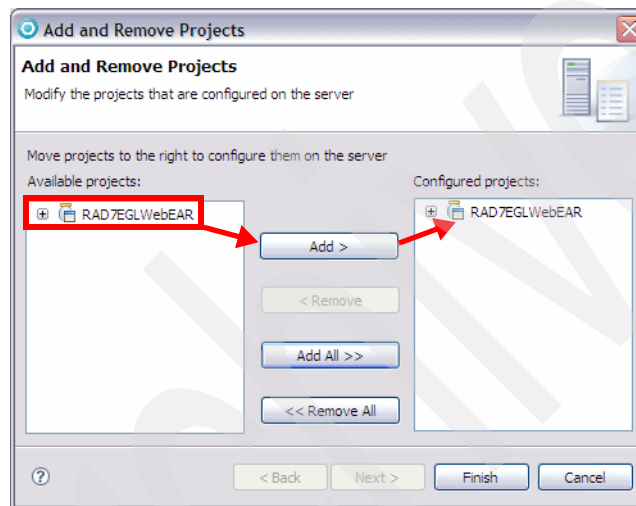 Add and Remove Projects
Add and Remove Projects
Modify the projects that are configured on the server
Move projects to the right to configure them on the server
Available projects:
Configured projects:
RAD7EGLWebEAR
RAD7EGLWebEAR
Add >
< Remove
Add All >>
<< Remove All
< Back
Next >
Finish
Cancel